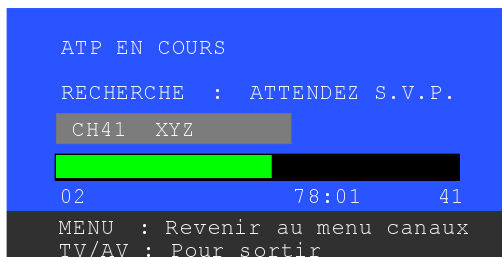 ATP EN COURS
RECHERCHE : ATTENDEZ S.V.P.
CH41 XYZ
02 78:01 41
MENU : Revenir au menu canaux
TV/AV : Pour sortir